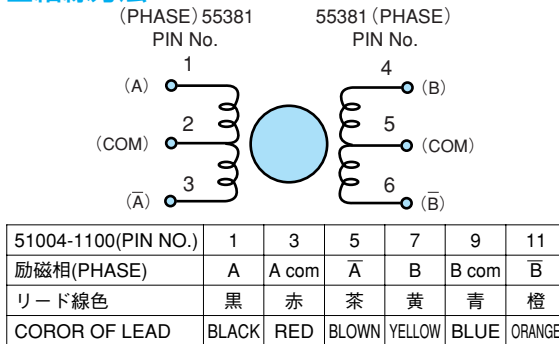 (PHASE) 55381 55381 (PHASE)
PIN No. PIN No.
1 4
(A) (B)
2 5
(COM) (COM)
3 6
(A̅) (B̅)
51004-1100(PIN NO.) 1 3 5 7 9 11
励磁相(PHASE) A A com A̅ B B com B̅
リード線色 黒 赤 茶 黄 青 橙
COROR OF LEAD BLACK RED BLOWN YELLOW BLUE ORANGE